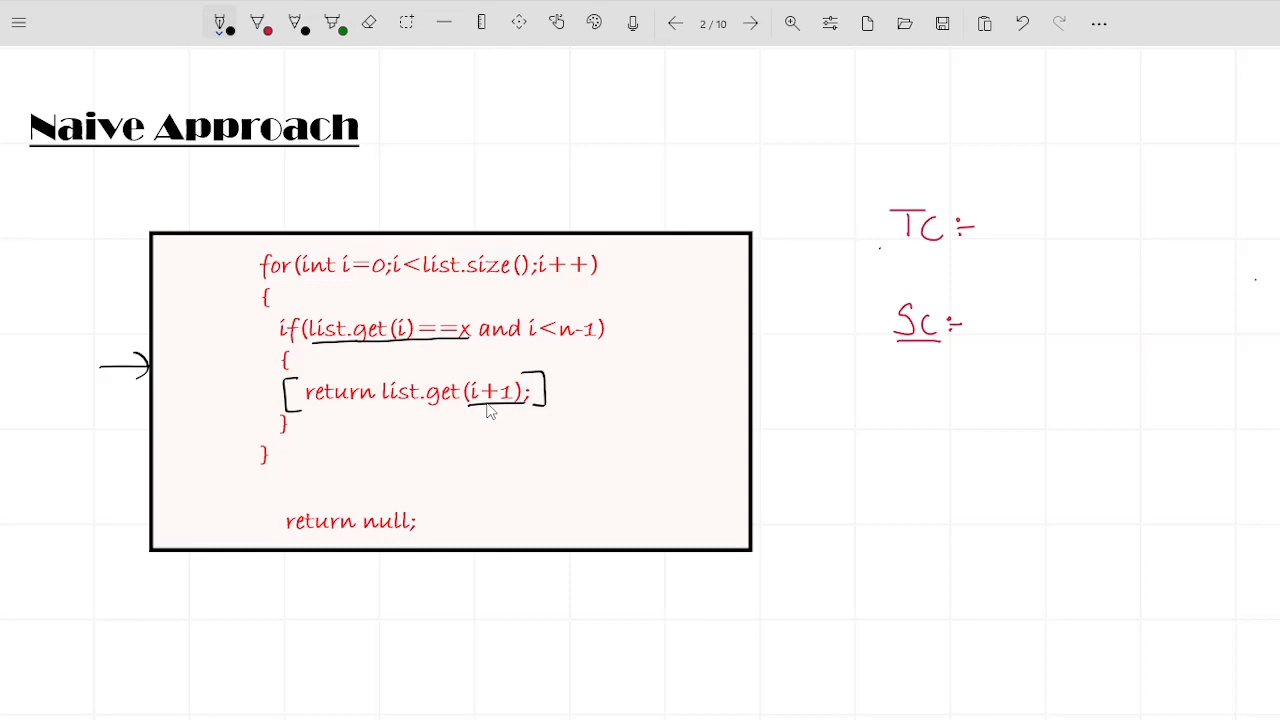 2 / 10
Naive Approach
for(int i=0;i<list.size();i++)
{
if(list.get(i)==x and i<n-1)
{
return list.get(i+1);
}
}
return null;
TC :-
SC :-